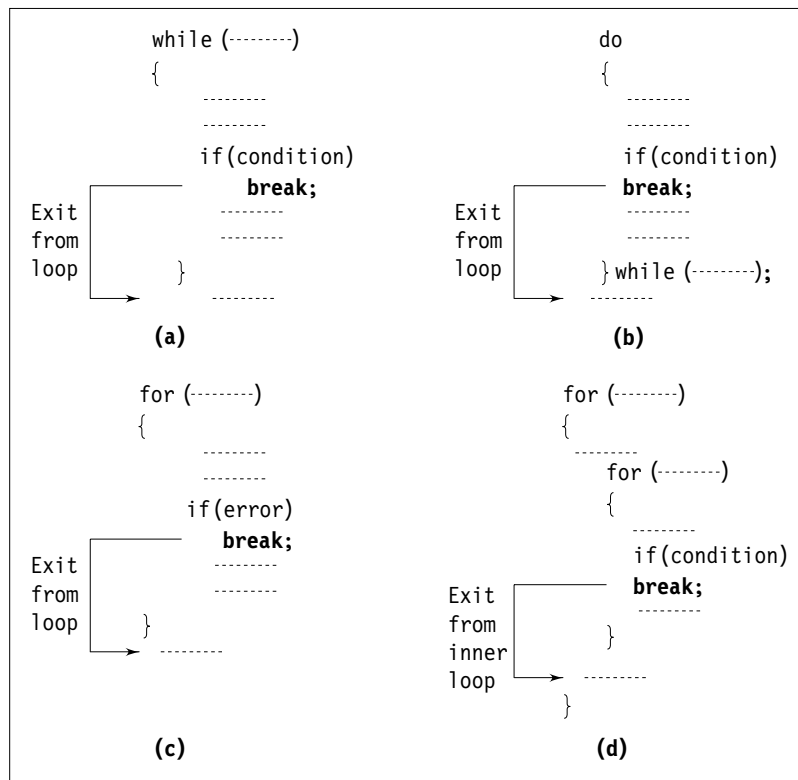 while (---------)
{
---------
---------
if(condition)
break;
---------
---------
Exit
from
loop
}
---------
(a)
do
{
---------
---------
if(condition)
break;
---------
---------
Exit
from
loop
} while (---------);
---------
(b)
for (---------)
{
---------
---------
if(error)
break;
---------
---------
Exit
from
loop
}
---------
(c)
for (---------)
{
---------
for (---------)
{
---------
if(condition)
break;
---------
Exit
from
inner
loop
}
---------
}
(d)